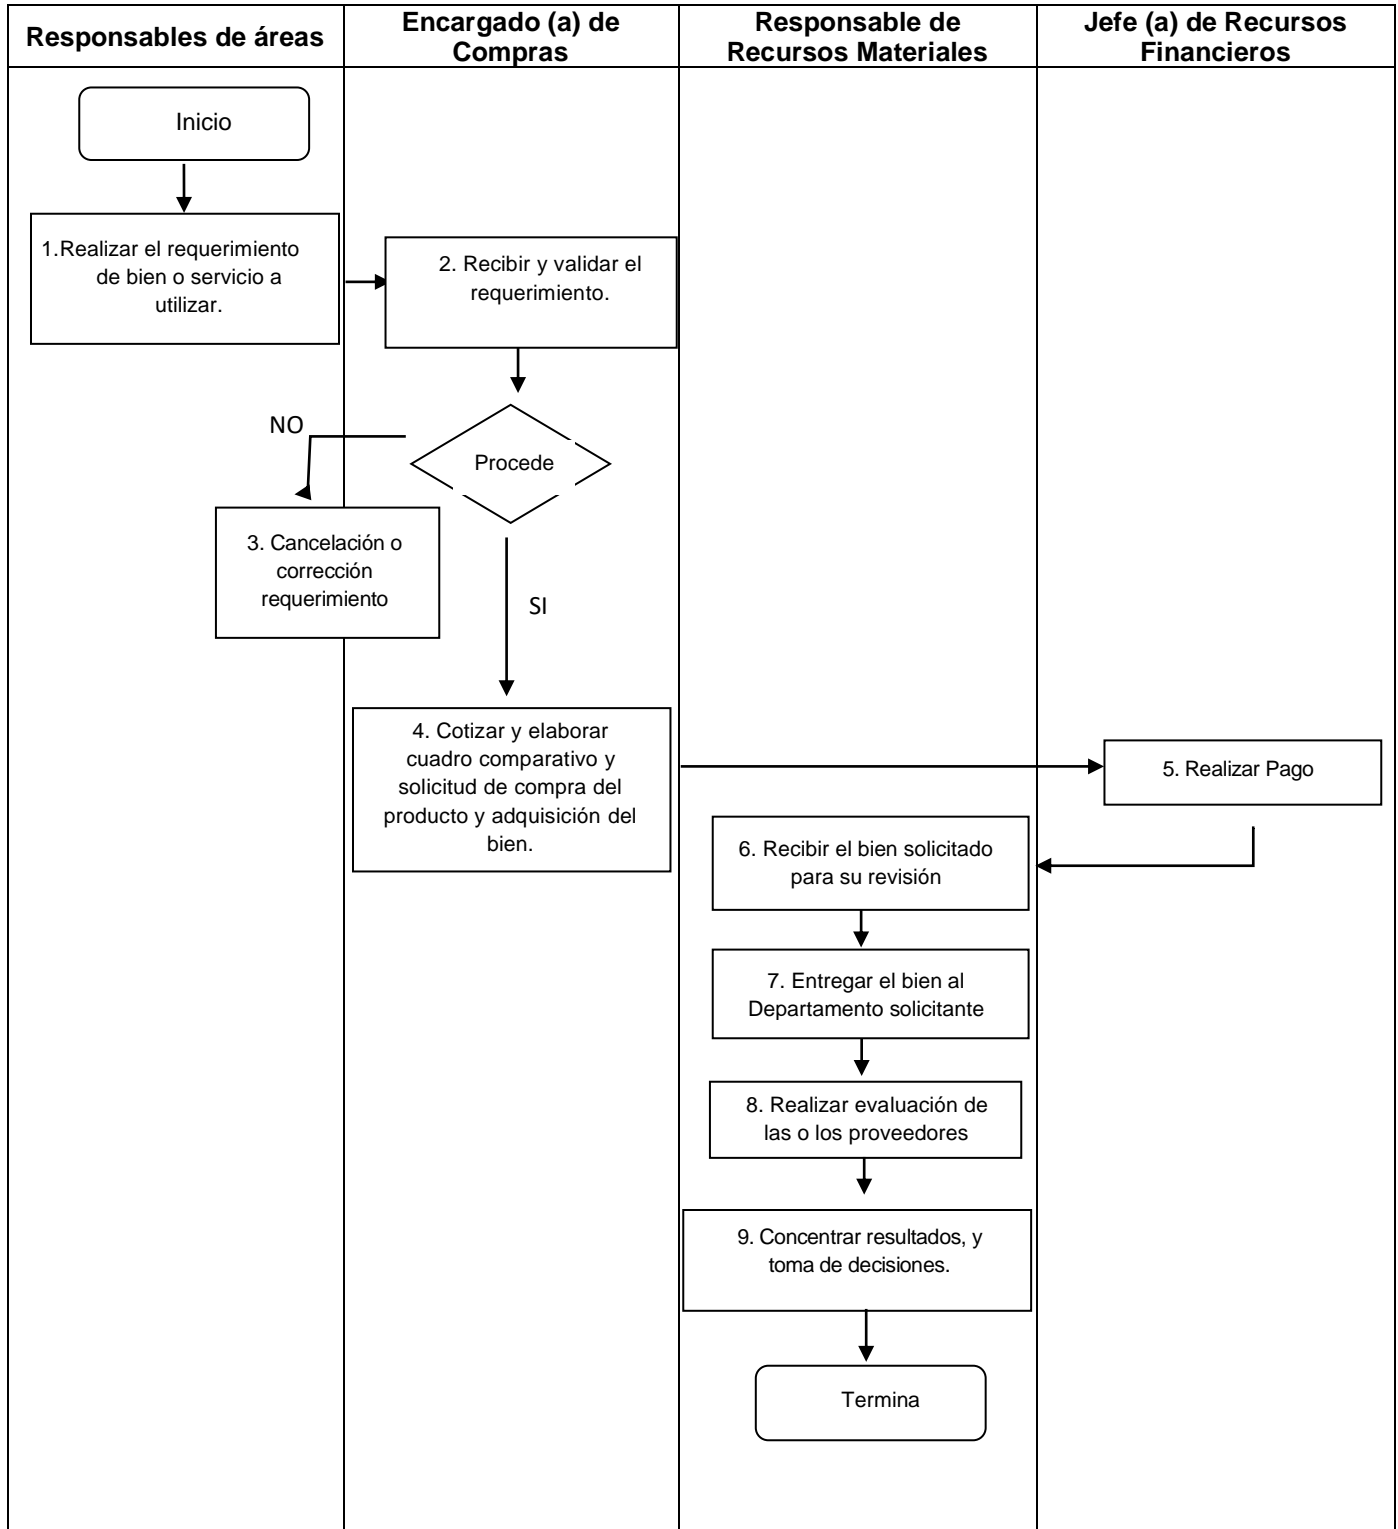 Responsables de áreas
Encargado (a) de
Compras
Responsable de
Recursos Materiales
Jefe (a) de Recursos
Financieros
Inicio
1.Realizar el requerimiento
de bien o servicio a
utilizar.
2. Recibir y validar el
requerimiento.
NO
Procede
3. Cancelación o
corrección
requerimiento
SI
4. Cotizar y elaborar
cuadro comparativo y
solicitud de compra del
producto y adquisición del
bien.
5. Realizar Pago
6. Recibir el bien solicitado
para su revisión
7. Entregar el bien al
Departamento solicitante
8. Realizar evaluación de
las o los proveedores
9. Concentrar resultados, y
toma de decisiones.
Termina